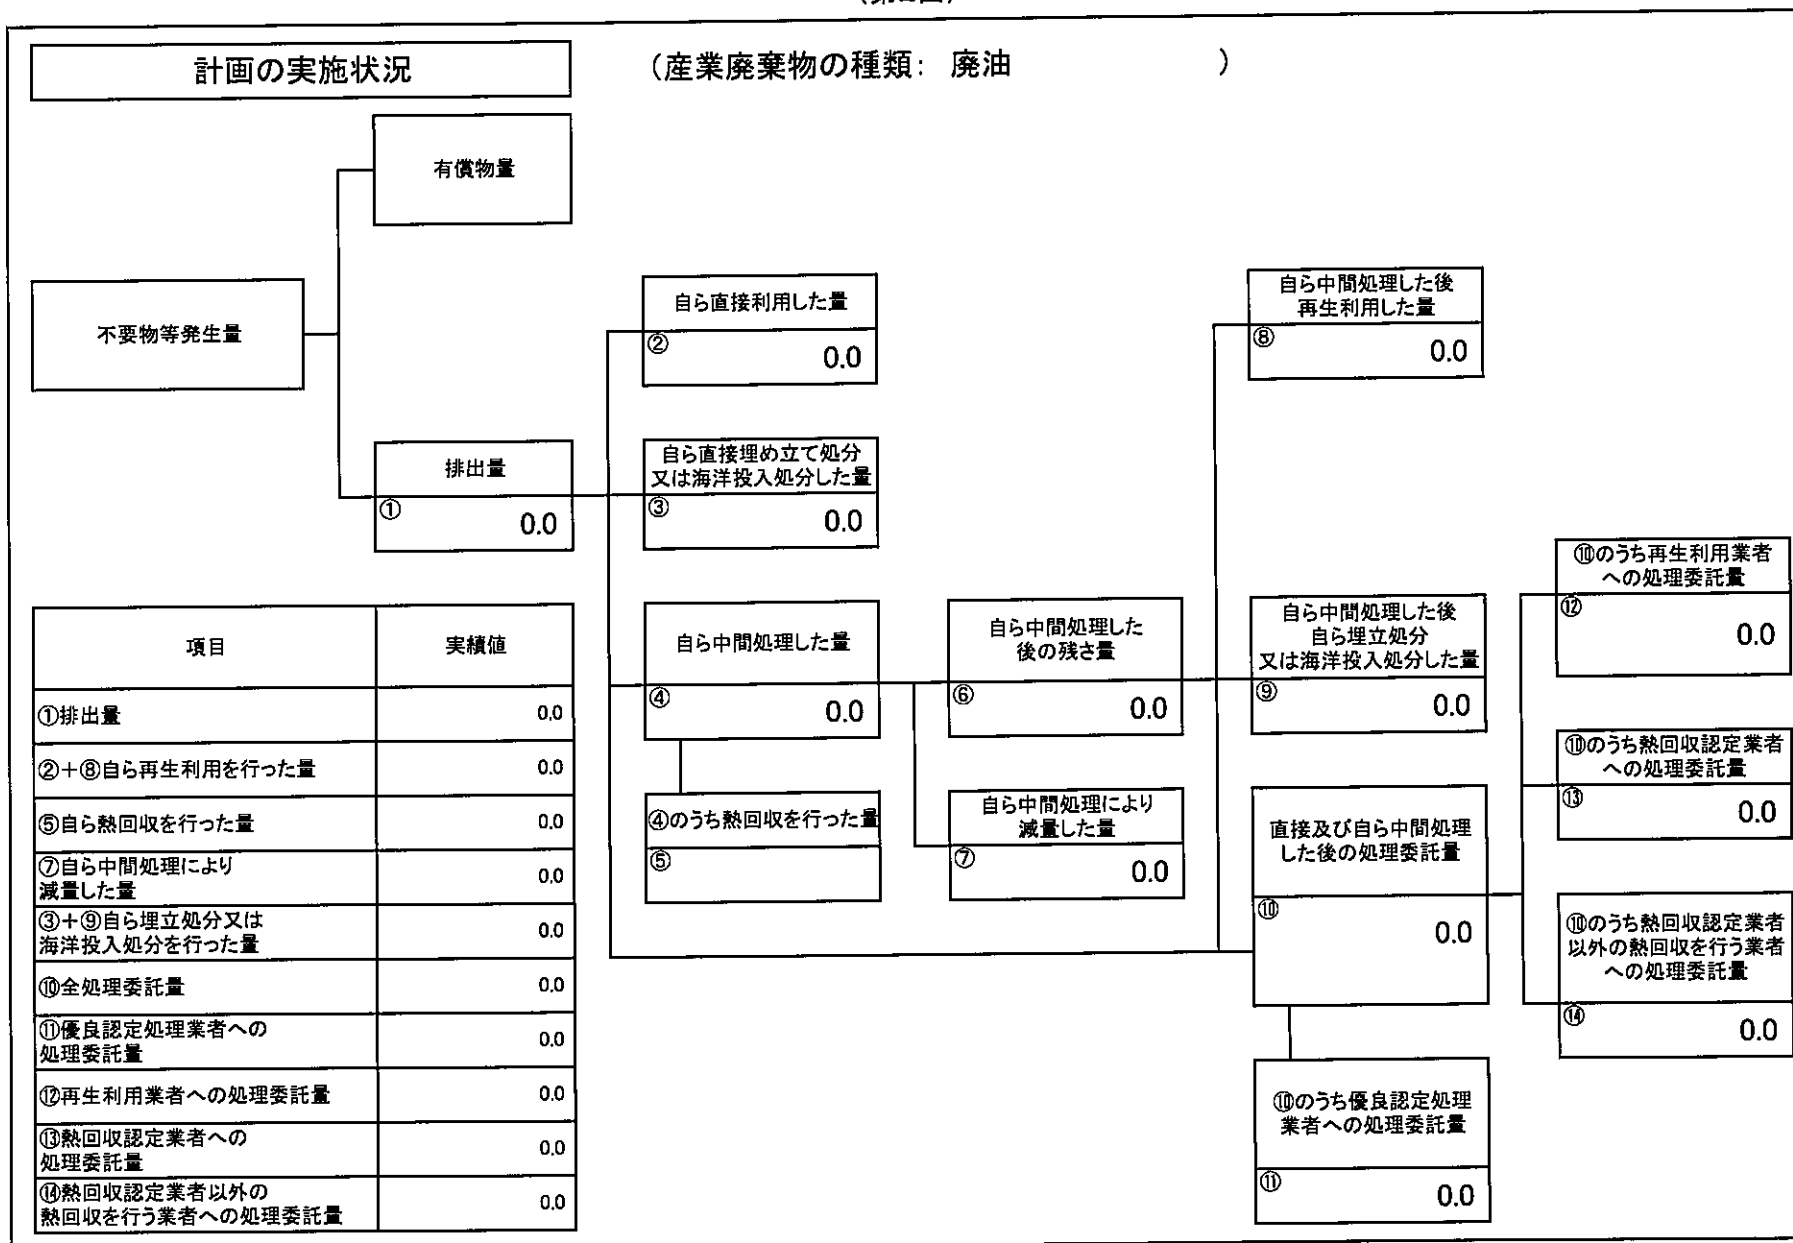 計画の実施状況
(産業廃棄物の種類: 廃油 )
有償物量
不要物等発生量
自ら直接利用した量
② 0.0
自ら中間処理した後
再生利用した量
⑧ 0.0
排出量
① 0.0
自ら直接埋め立て処分
又は海洋投入処分した量
③ 0.0
⑩のうち再生利用業者
への処理委託量
⑫ 0.0
自ら中間処理した量
④ 0.0
自ら中間処理した
後の残さ量
⑥ 0.0
自ら中間処理した後
自ら埋立処分
又は海洋投入処分した量
⑨ 0.0
⑩のうち熱回収認定業者
への処理委託量
⑬ 0.0
④のうち熱回収を行った量
⑤
自ら中間処理により
減量した量
⑦ 0.0
直接及び自ら中間処理
した後の処理委託量
⑩ 0.0
⑩のうち熱回収認定業者
以外の熱回収を行う業者
への処理委託量
⑭ 0.0
⑩のうち優良認定処理
業者への処理委託量
⑪ 0.0
項目 実績値
①排出量 0.0
②+⑧自ら再生利用を行った量 0.0
⑤自ら熱回収を行った量 0.0
⑦自ら中間処理により
減量した量 0.0
③+⑨自ら埋立処分又は
海洋投入処分を行った量 0.0
⑩全処理委託量 0.0
⑪優良認定処理業者への
処理委託量 0.0
⑫再生利用業者への処理委託量 0.0
⑬熱回収認定業者への
処理委託量 0.0
⑭熱回収認定業者以外の
熱回収を行う業者への処理委託量 0.0